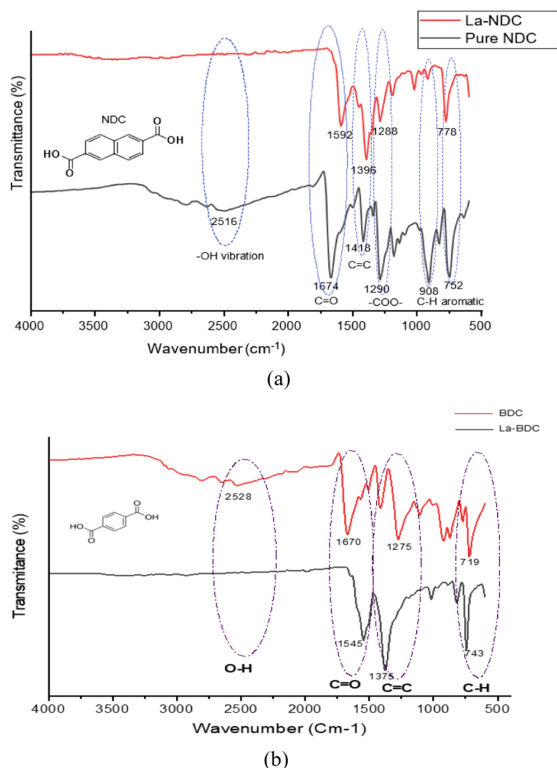 La-NDC
Pure NDC
Transmittance (%)
NDC
OH
O
O
HO
2516
-OH vibration
1592
1396
1288
778
1674
C=O
1418
C=C
1290
-COO-
908
752
C-H aromatic
4000 3500 3000 2500 2000 1500 1000 500
Wavenumber (cm-1)
(a)
BDC
La-BDC
Transmitance (%)
O
OH
HO
O
2528
1670
1275
719
1545
1375
743
O-H
C=O
C=C
C-H
4000 3500 3000 2500 2000 1500 1000 500
Wavenumber (Cm-1)
(b)